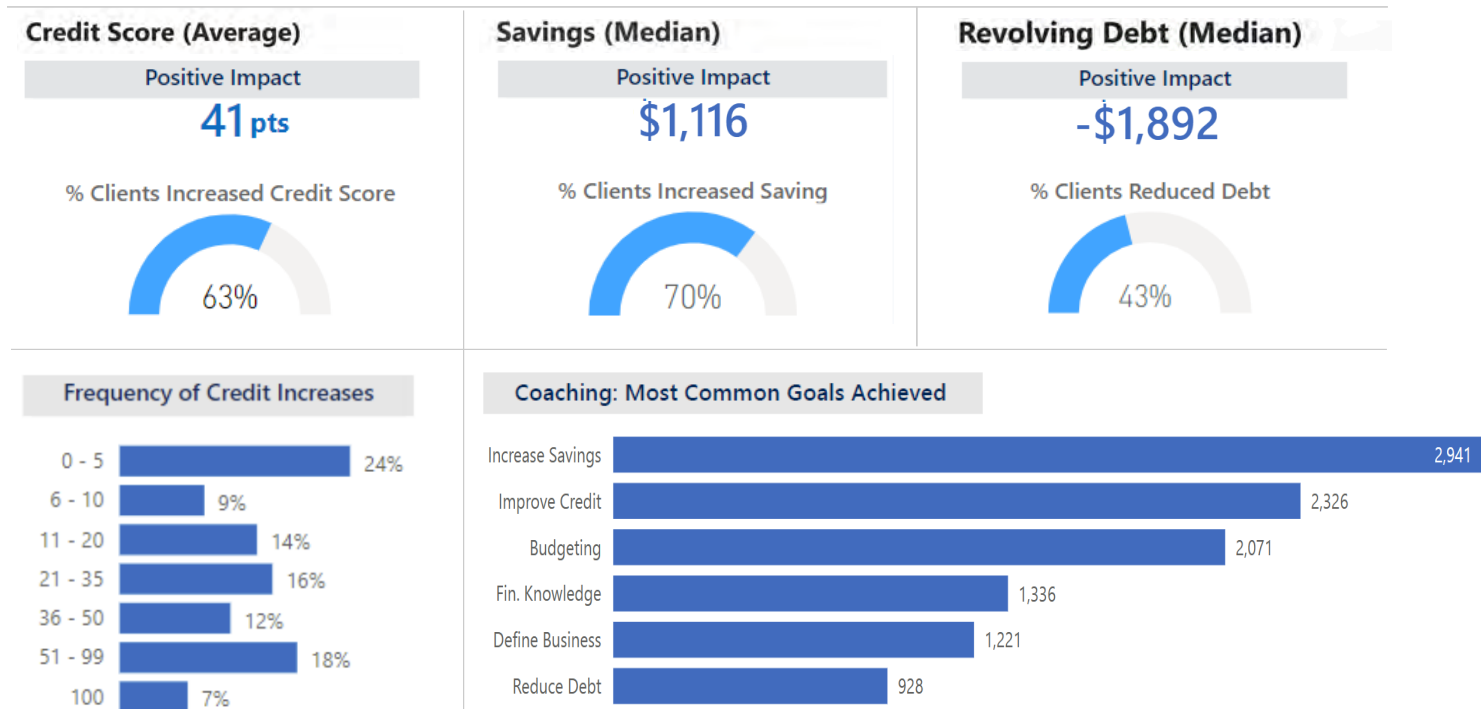 Credit Score (Average)
Positive Impact
41 pts
% Clients Increased Credit Score
63%
Savings (Median)
Positive Impact
$1,116
% Clients Increased Saving
70%
Revolving Debt (Median)
Positive Impact
-$1,892
% Clients Reduced Debt
43%
Frequency of Credit Increases
0 - 5 24%
6 - 10 9%
11 - 20 14%
21 - 35 16%
36 - 50 12%
51 - 99 18%
100 7%
Coaching: Most Common Goals Achieved
Increase Savings 2,941
Improve Credit 2,326
Budgeting 2,071
Fin. Knowledge 1,336
Define Business 1,221
Reduce Debt 928